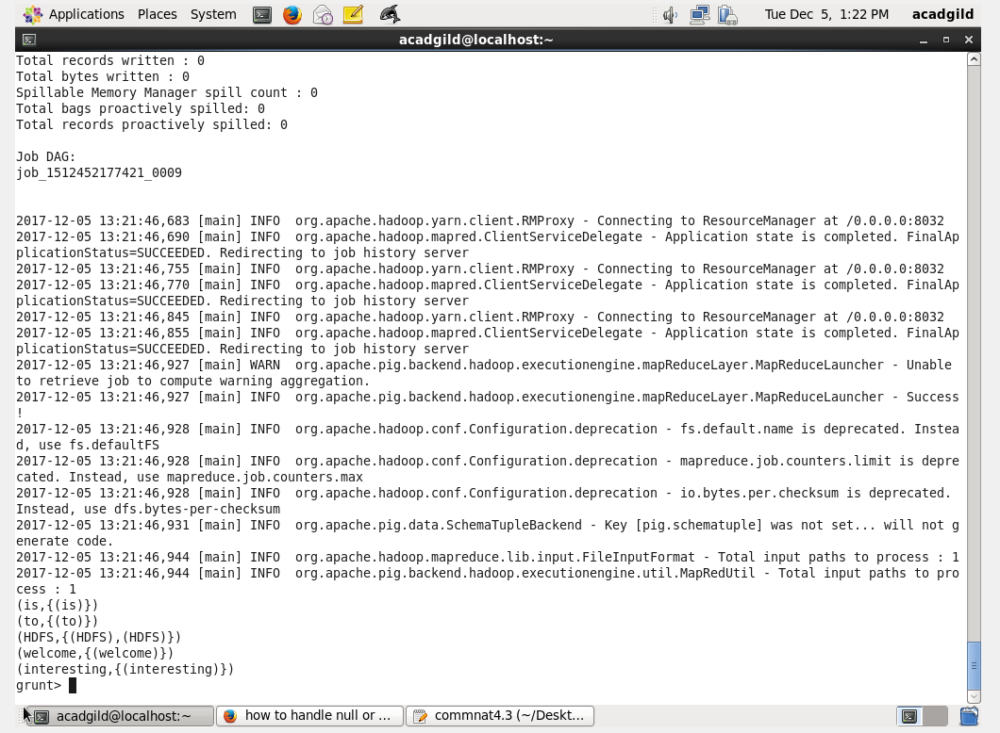 Applications Places System Tue Dec 5, 1:22 PM acadgild
acadgild@localhost:~
Total records written : 0
Total bytes written : 0
Spillable Memory Manager spill count : 0
Total bags proactively spilled: 0
Total records proactively spilled: 0
Job DAG:
job_1512452177421_0009
2017-12-05 13:21:46,683 [main] INFO  org.apache.hadoop.yarn.client.RMProxy - Connecting to ResourceManager at /0.0.0.0:8032
2017-12-05 13:21:46,690 [main] INFO  org.apache.hadoop.mapred.ClientServiceDelegate - Application state is completed. FinalAp
plicationStatus=SUCCEEDED. Redirecting to job history server
2017-12-05 13:21:46,755 [main] INFO  org.apache.hadoop.yarn.client.RMProxy - Connecting to ResourceManager at /0.0.0.0:8032
2017-12-05 13:21:46,770 [main] INFO  org.apache.hadoop.mapred.ClientServiceDelegate - Application state is completed. FinalAp
plicationStatus=SUCCEEDED. Redirecting to job history server
2017-12-05 13:21:46,845 [main] INFO  org.apache.hadoop.yarn.client.RMProxy - Connecting to ResourceManager at /0.0.0.0:8032
2017-12-05 13:21:46,855 [main] INFO  org.apache.hadoop.mapred.ClientServiceDelegate - Application state is completed. FinalAp
plicationStatus=SUCCEEDED. Redirecting to job history server
2017-12-05 13:21:46,927 [main] WARN  org.apache.pig.backend.hadoop.executionengine.mapReduceLayer.MapReduceLauncher - Unable
to retrieve job to compute warning aggregation.
2017-12-05 13:21:46,927 [main] INFO  org.apache.pig.backend.hadoop.executionengine.mapReduceLayer.MapReduceLauncher - Success
!
2017-12-05 13:21:46,928 [main] INFO  org.apache.hadoop.conf.Configuration.deprecation - fs.default.name is deprecated. Instea
d, use fs.defaultFS
2017-12-05 13:21:46,928 [main] INFO  org.apache.hadoop.conf.Configuration.deprecation - mapreduce.job.counters.limit is depre
cated. Instead, use mapreduce.job.counters.max
2017-12-05 13:21:46,928 [main] INFO  org.apache.hadoop.conf.Configuration.deprecation - io.bytes.per.checksum is deprecated.
Instead, use dfs.bytes-per-checksum
2017-12-05 13:21:46,931 [main] INFO  org.apache.pig.data.SchemaTupleBackend - Key [pig.schematuple] was not set... will not g
enerate code.
2017-12-05 13:21:46,944 [main] INFO  org.apache.hadoop.mapreduce.lib.input.FileInputFormat - Total input paths to process : 1
2017-12-05 13:21:46,944 [main] INFO  org.apache.pig.backend.hadoop.executionengine.util.MapRedUtil - Total input paths to pro
cess : 1
(is,{(is)})
(to,{(to)})
(HDFS,{(HDFS),(HDFS)})
(welcome,{(welcome)})
(interesting,{(interesting)})
grunt>
acadgild@localhost:~ how to handle null or ... commnat4.3 (~/Deskt...